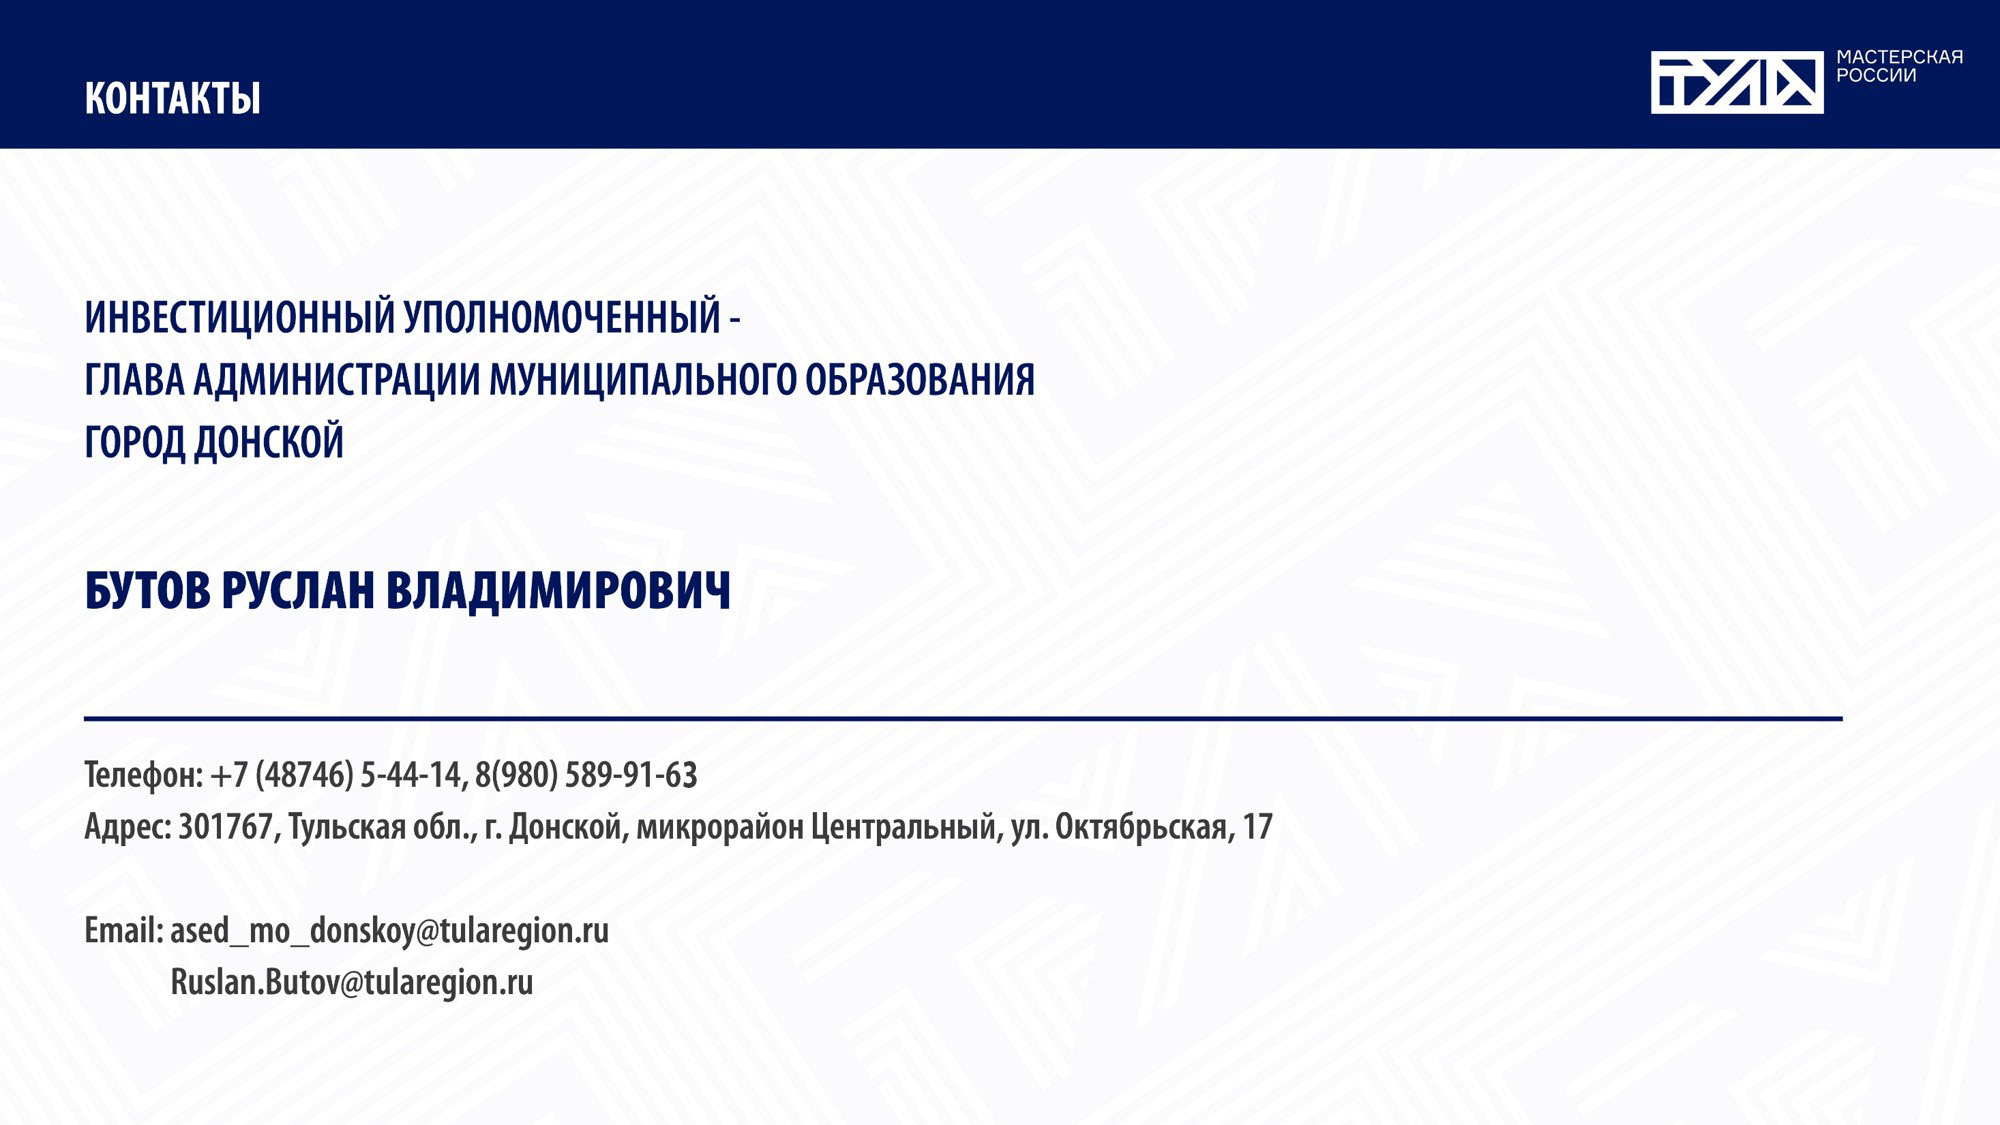 КОНТАКТЫ
ТУЛА
МАСТЕРСКАЯ
РОССИИ
ИНВЕСТИЦИОННЫЙ УПОЛНОМОЧЕННЫЙ -
ГЛАВА АДМИНИСТРАЦИИ МУНИЦИПАЛЬНОГО ОБРАЗОВАНИЯ
ГОРОД ДОНСКОЙ
БУТОВ РУСЛАН ВЛАДИМИРОВИЧ
Телефон: +7 (48746) 5-44-14, 8(980) 589-91-63
Адрес: 301767, Тульская обл., г. Донской, микрорайон Центральный, ул. Октябрьская, 17
Email: ased_mo_donskoy@tularegion.ru
Ruslan.Butov@tularegion.ru